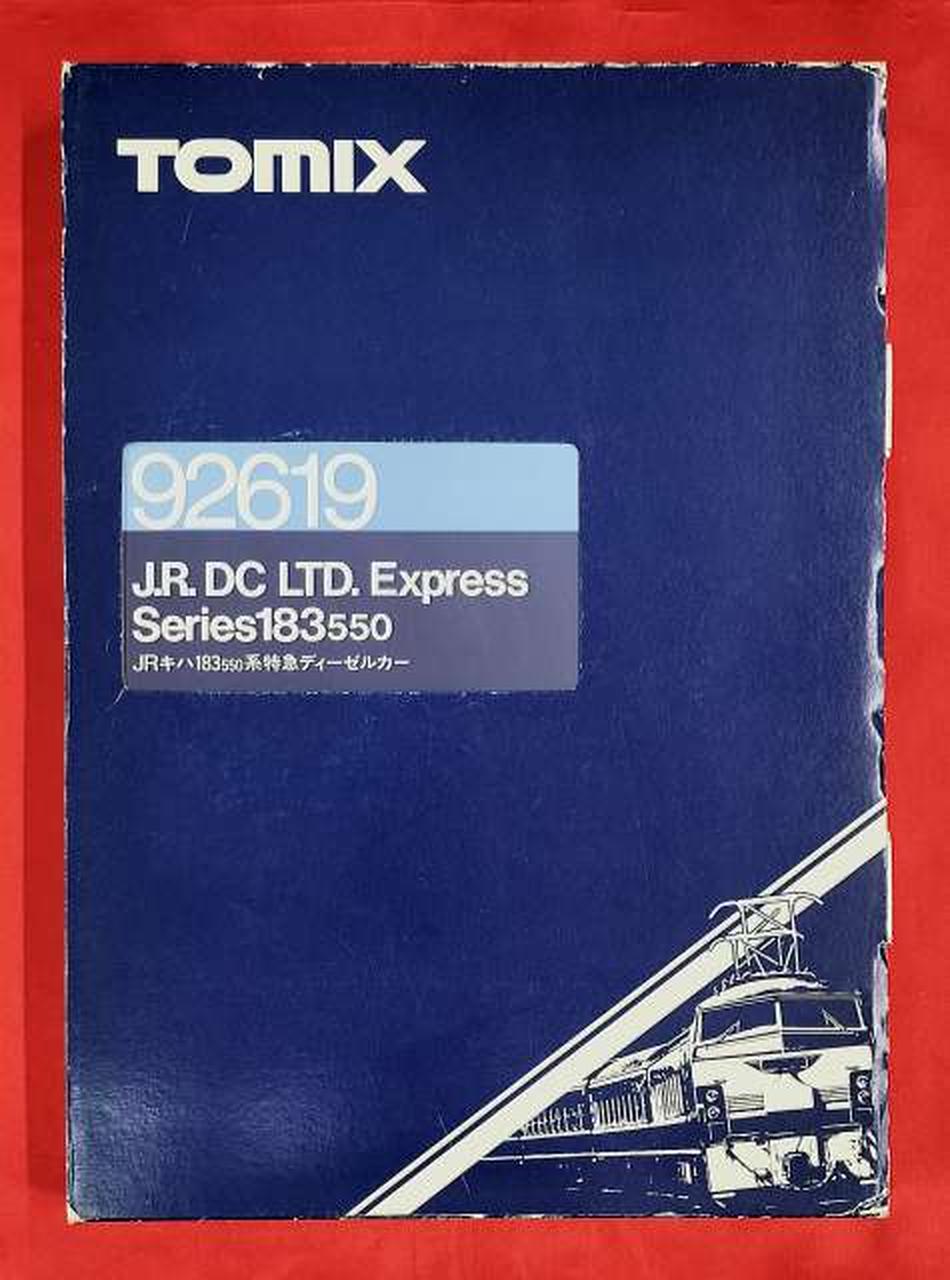 TOMIX
92619
J.R. DC LTD. Express
Series183550
JRキハ183550系特急ディーゼルカー